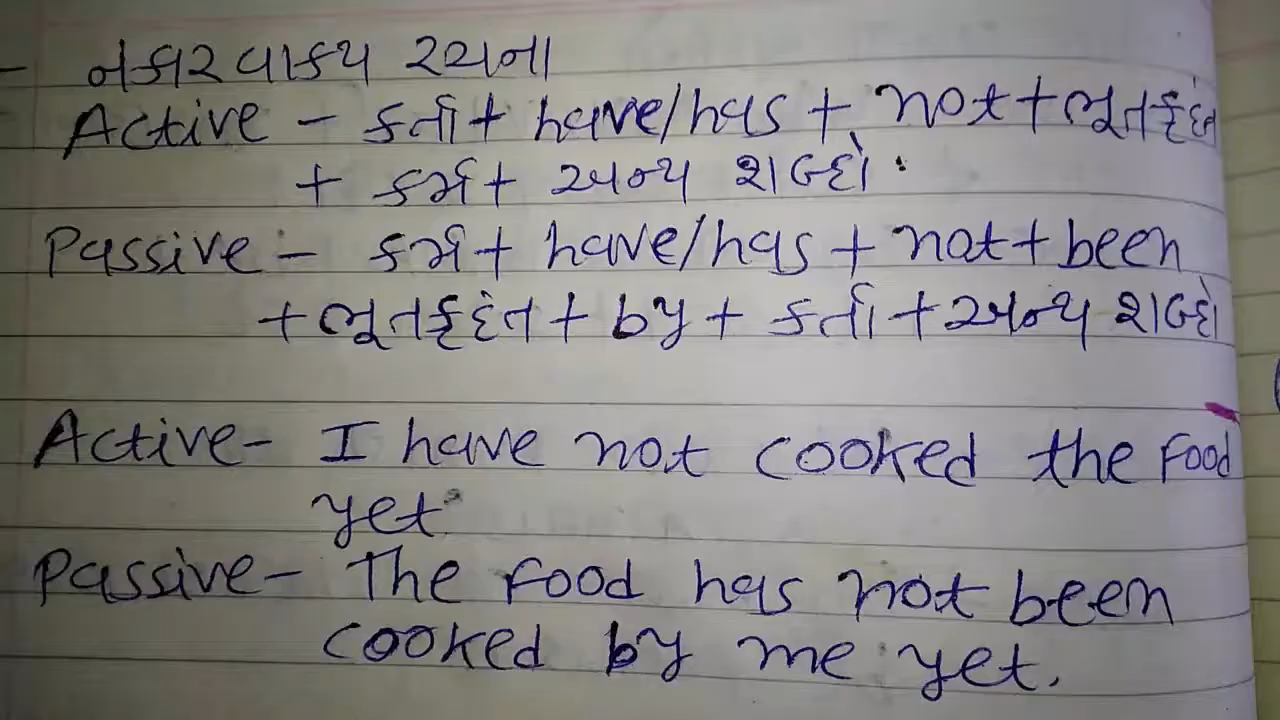 - નકાર વાક્ય રચના
Active - કર્તા + have/has + not + ભૂતકૃદંત
+ કર્મ + અન્ય શબ્દો.
Passive - કર્મ + have/has + not + been
+ ભૂતકૃદંત + by + કર્તા + અન્ય શબ્દો
Active - I have not cooked the food
yet.
Passive - The food has not been
cooked by me yet.